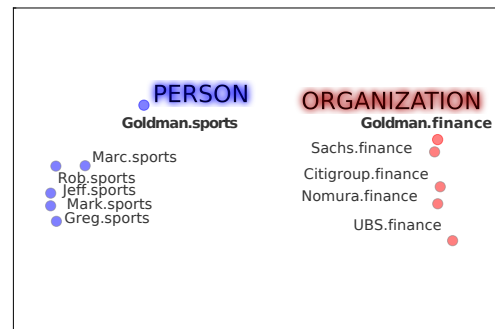 PERSON
Goldman.sports
Marc.sports
Rob.sports
Jeff.sports
Mark.sports
Greg.sports
ORGANIZATION
Goldman.finance
Sachs.finance
Citigroup.finance
Nomura.finance
UBS.finance